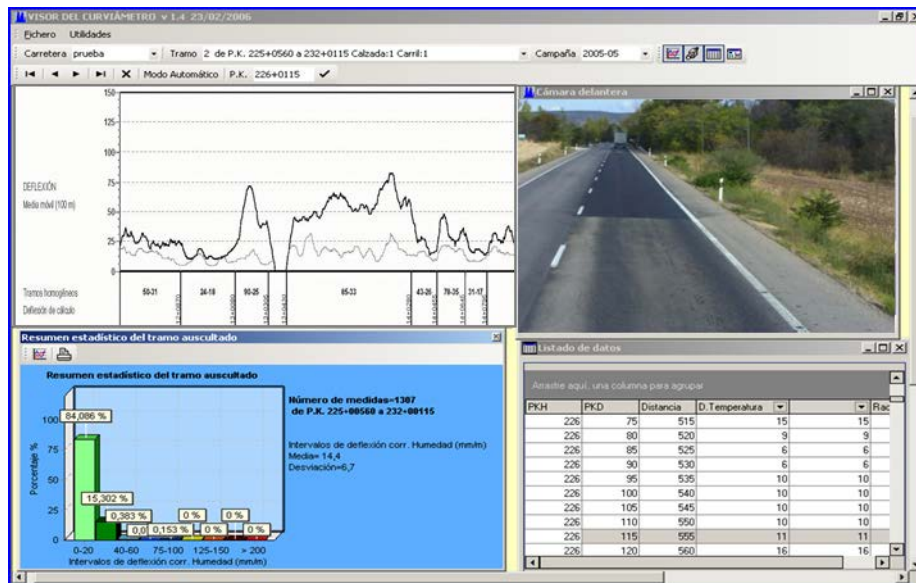 VISOR DEL CURVIÁMETRO v 1.4 23/02/2006
Fichero Utilidades
Carretera prueba Tramo 2 de P.K. 225+0560 a 232+0115 Calzada:1 Carril:1 Campaña 2005-05
Modo Automático P.K. 226+0115
150
125
100
75
50
25
0
DEFLEXIÓN
Media móvil (100 m)
Tramos homogéneos
Deflexión de cálculo
50-31 24-18 90-25 65-33 43-26 70-35 31-17
Cámara delantera
Resumen estadístico del tramo auscultado
Resumen estadístico del tramo auscultado
Número de medidas=1307
de P.K. 225+00560 a 232+00115
Intervalos de deflexión corr. Humedad (mm/m)
Media= 14,4
Desviación=6,7
Porcentaje %
100
75
50
25
0
84,086 %
15,302 %
0,383 %
0,0
0,153 %
0 %
0 %
0 %
0 %
0-20 40-60 75-100 125-150 > 200
Intervalos de deflexión corr. Humedad (mm/m)
Listado de datos
Arrastre aquí, una columna para agrupar
PKH PKD Distancia D.Temperatura Rac
226 75 515 15 15
226 80 520 9 9
226 85 525 6 6
226 90 530 6 6
226 95 535 10 10
226 100 540 10 10
226 105 545 10 10
226 110 550 10 10
226 115 555 11 11
226 120 560 16 16